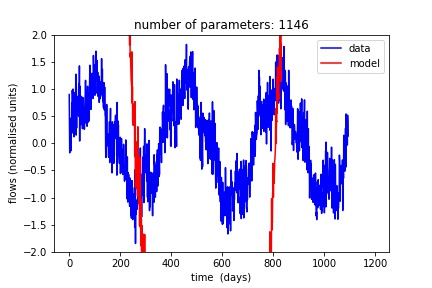 number of parameters: 1146
2.0
1.5
1.0
0.5
0.0
−0.5
−1.0
−1.5
−2.0
flows (normalised units)
data
model
0 200 400 600 800 1000 1200
time (days)